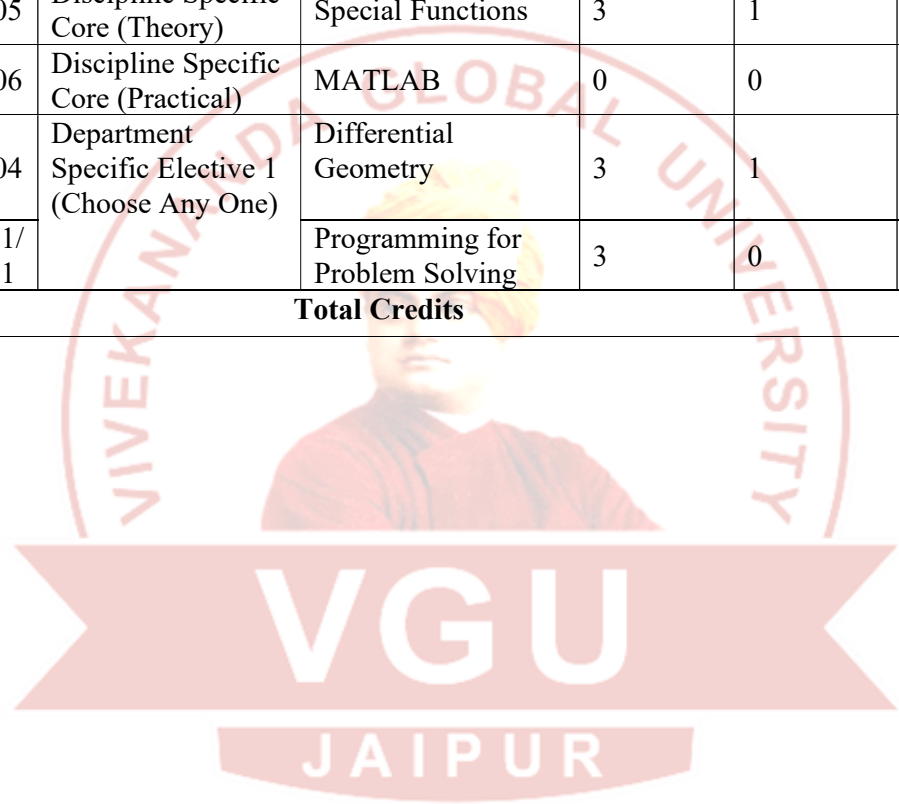 05 Discipline Specific Core (Theory) Special Functions 3 1
06 Discipline Specific Core (Practical) MATLAB 0 0
04 Department Specific Elective 1 (Choose Any One) Differential Geometry 3 1
1/ 1 Programming for Problem Solving 3 0
Total Credits
VIVEKANANDA GLOBAL UNIVERSITY
VGU
JAIPUR